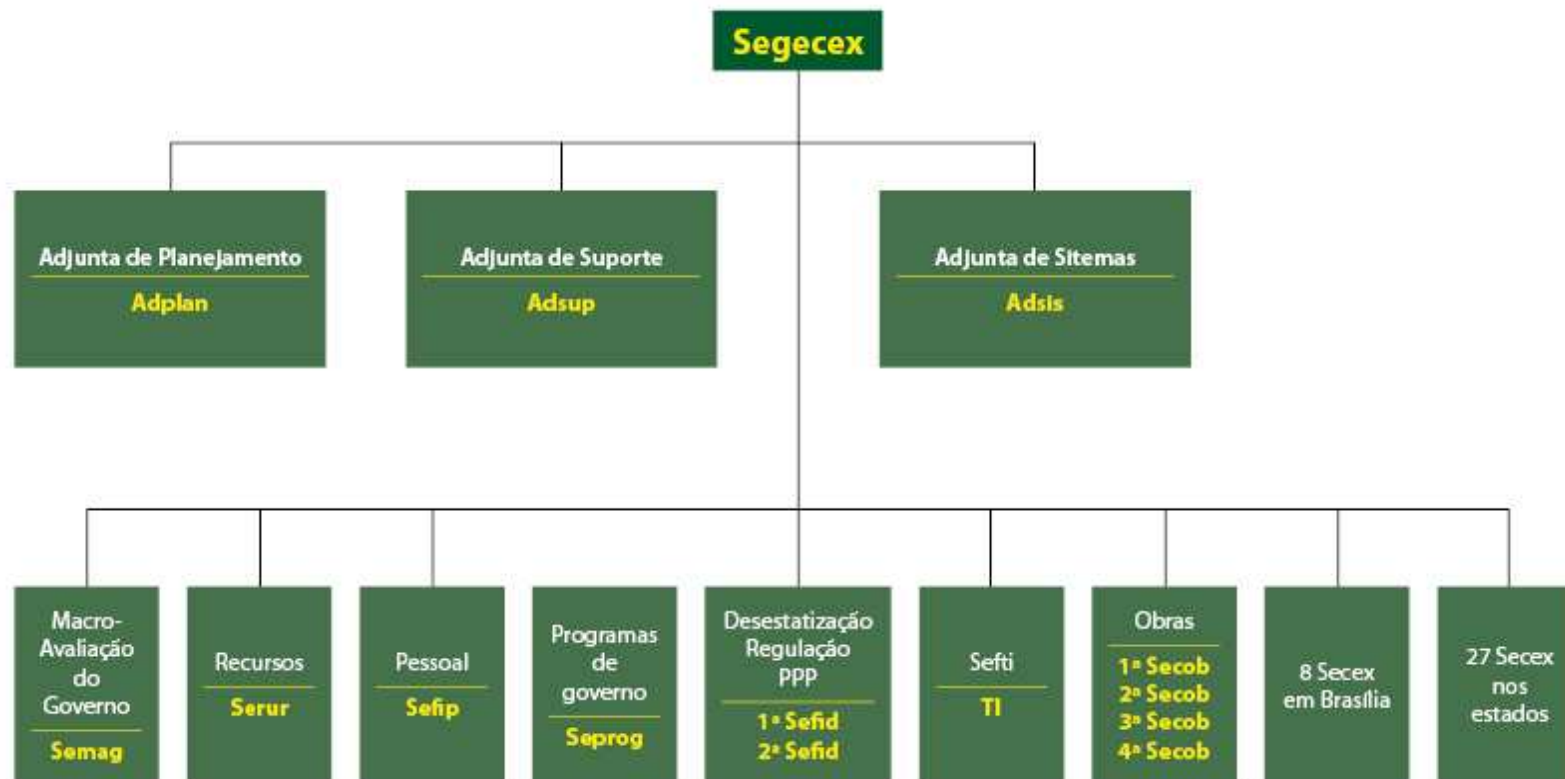 Segecex
Adjunta de Planejamento
Adplan
Adjunta de Suporte
Adsup
Adjunta de Sitemas
Adsis
Macro-
Avaliação
do
Governo
Semag
Recursos
Serur
Pessoal
Sefip
Programas
de
governo
Seprog
Desestatização
Regulação
PPP
1ª Sefid
2ª Sefid
Sefti
TI
Obras
1ª Secob
2ª Secob
3ª Secob
4ª Secob
8 Secex
em Brasília
27 Secex
nos
estados